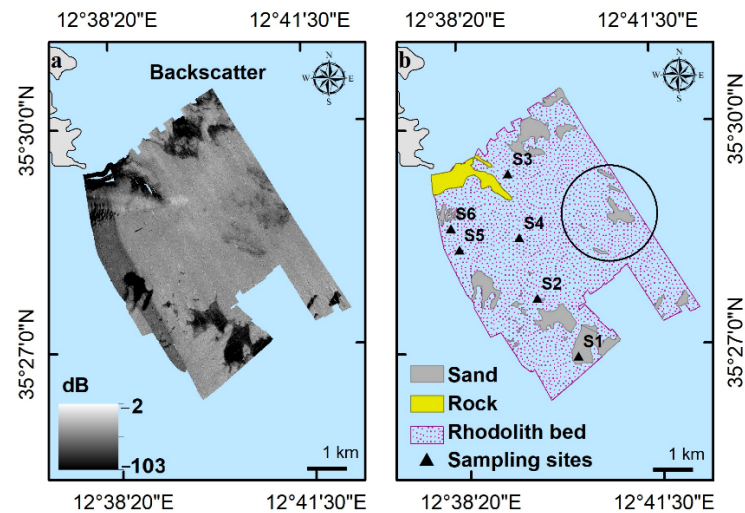 12°38'20"E 12°41'30"E 12°38'20"E 12°41'30"E
a Backscatter N W E S
b N W E S
35°30'0"N 35°30'0"N
S3
S6 S4
S5
S2
35°27'0"N 35°27'0"N
S1
dB
-2
-103
1 km
Sand
Rock
Rhodolith bed
Sampling sites
1 km
12°38'20"E 12°41'30"E 12°38'20"E 12°41'30"E